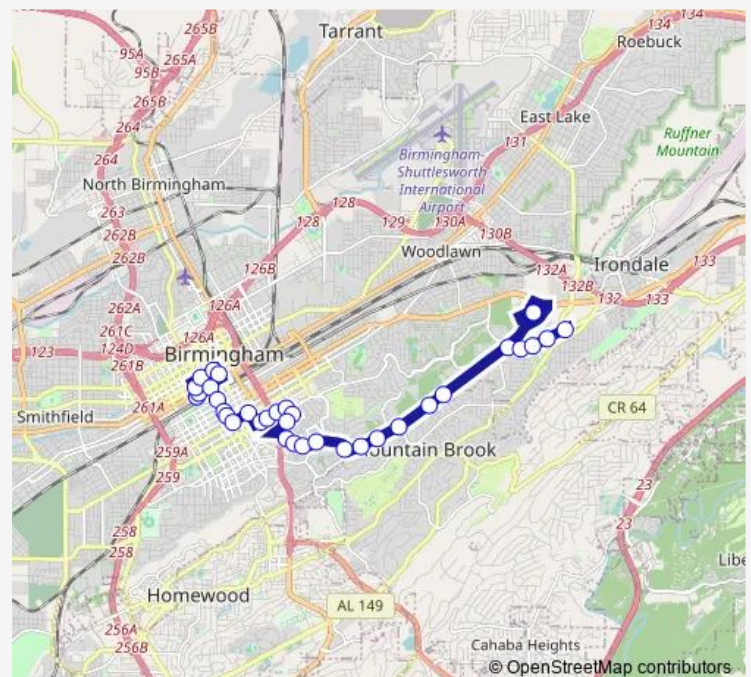 265B
134
Tarrant
134
Roebuck
95A
265A
95B
265B
264
East Lake
131
264
Birmingham-
Shuttlesworth
International
Airport
Ruffner
Mountain
North Birmingham
128
128
129
130A
263
130B
262B
Woodlawn
262B
126B
132A
Irondale
133
132B
133
132
262A
126A
261C
126A
123
124D
Birmingham
261B
Smithfield
261A
CR 64
259A
ountain Brook
259
23
258
23
258
Libe
Homewood
AL 149
256A
256B
Cahaba Heights
© OpenStreetMap contributors